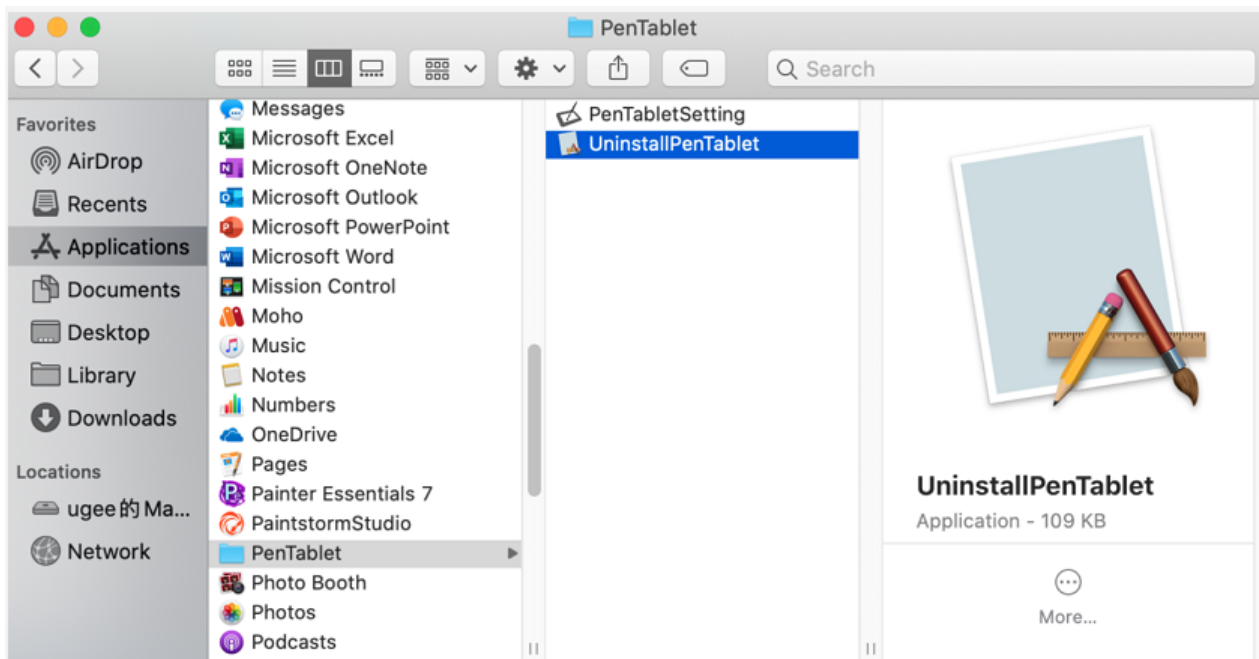 PenTablet
Search
Favorites
AirDrop
Recents
Applications
Documents
Desktop
Library
Downloads
Locations
ugee的 Ma...
Network
Messages
Microsoft Excel
Microsoft OneNote
Microsoft Outlook
Microsoft PowerPoint
Microsoft Word
Mission Control
Moho
Music
Notes
Numbers
OneDrive
Pages
Painter Essentials 7
PaintstormStudio
PenTablet
Photo Booth
Photos
Podcasts
PenTabletSetting
UninstallPenTablet
UninstallPenTablet
Application - 109 KB
More...